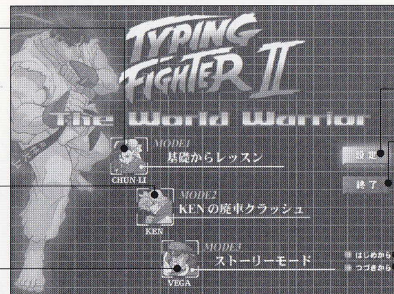 TYPING
FIGHTER II
The World Warrior
MODE1
基礎からレッスン
CHUN-LI
設定
終了
MODE2
KENの廃車クラッシュ
KEN
MODE3
ストーリーモード
VEGA
はじめから
つづきから